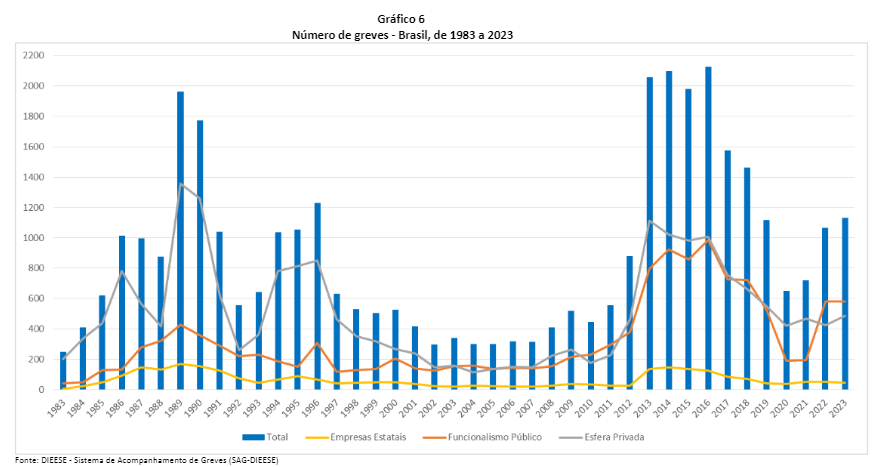 Gráfico 6
Número de greves - Brasil, de 1983 a 2023
2200
2000
1800
1600
1400
1200
1000
800
600
400
200
0
1983 1984 1985 1986 1987 1988 1989 1990 1991 1992 1993 1994 1995 1996 1997 1998 1999 2000 2001 2002 2003 2004 2005 2006 2007 2008 2009 2010 2011 2012 2013 2014 2015 2016 2017 2018 2019 2020 2021 2022 2023
Total Empresas Estatais Funcionalismo Público Esfera Privada
Fonte: DIEESE - Sistema de Acompanhamento de Greves (SAG-DIEESE)